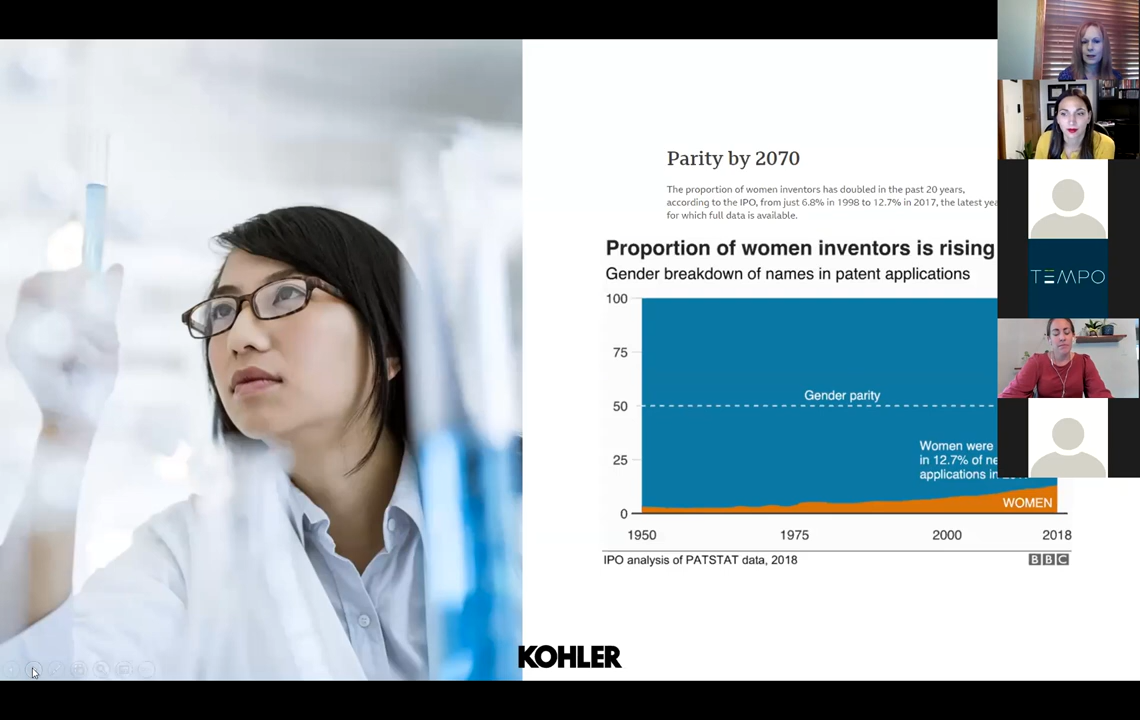 Parity by 2070
The proportion of women inventors has doubled in the past 20 years,
according to the IPO, from just 6.8% in 1998 to 12.7% in 2017, the latest
for which full data is available.
Proportion of women inventors is rising
Gender breakdown of names in patent applications
100
75
50
25
0
Gender parity
Women were
in 12.7% of
applications
WOMEN
1950
1975
2000
2018
IPO analysis of PATSTAT data, 2018
BBC
KOHLER
TEMPO